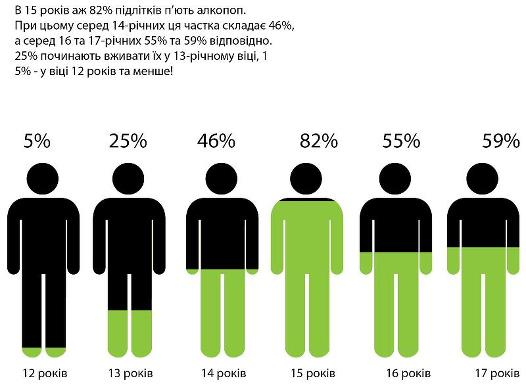 В 15 років аж 82% підлітків п'ють алкопоп.
При цьому серед 14-річних ця частка складає 46%,
а серед 16 та 17-річних 55% та 59% відповідно.
25% починають вживати їх у 13-річному віці, 1
5% - у віці 12 років та менше!
5% 25% 46% 82% 55% 59%
12 років 13 років 14 років 15 років 16 років 17 років